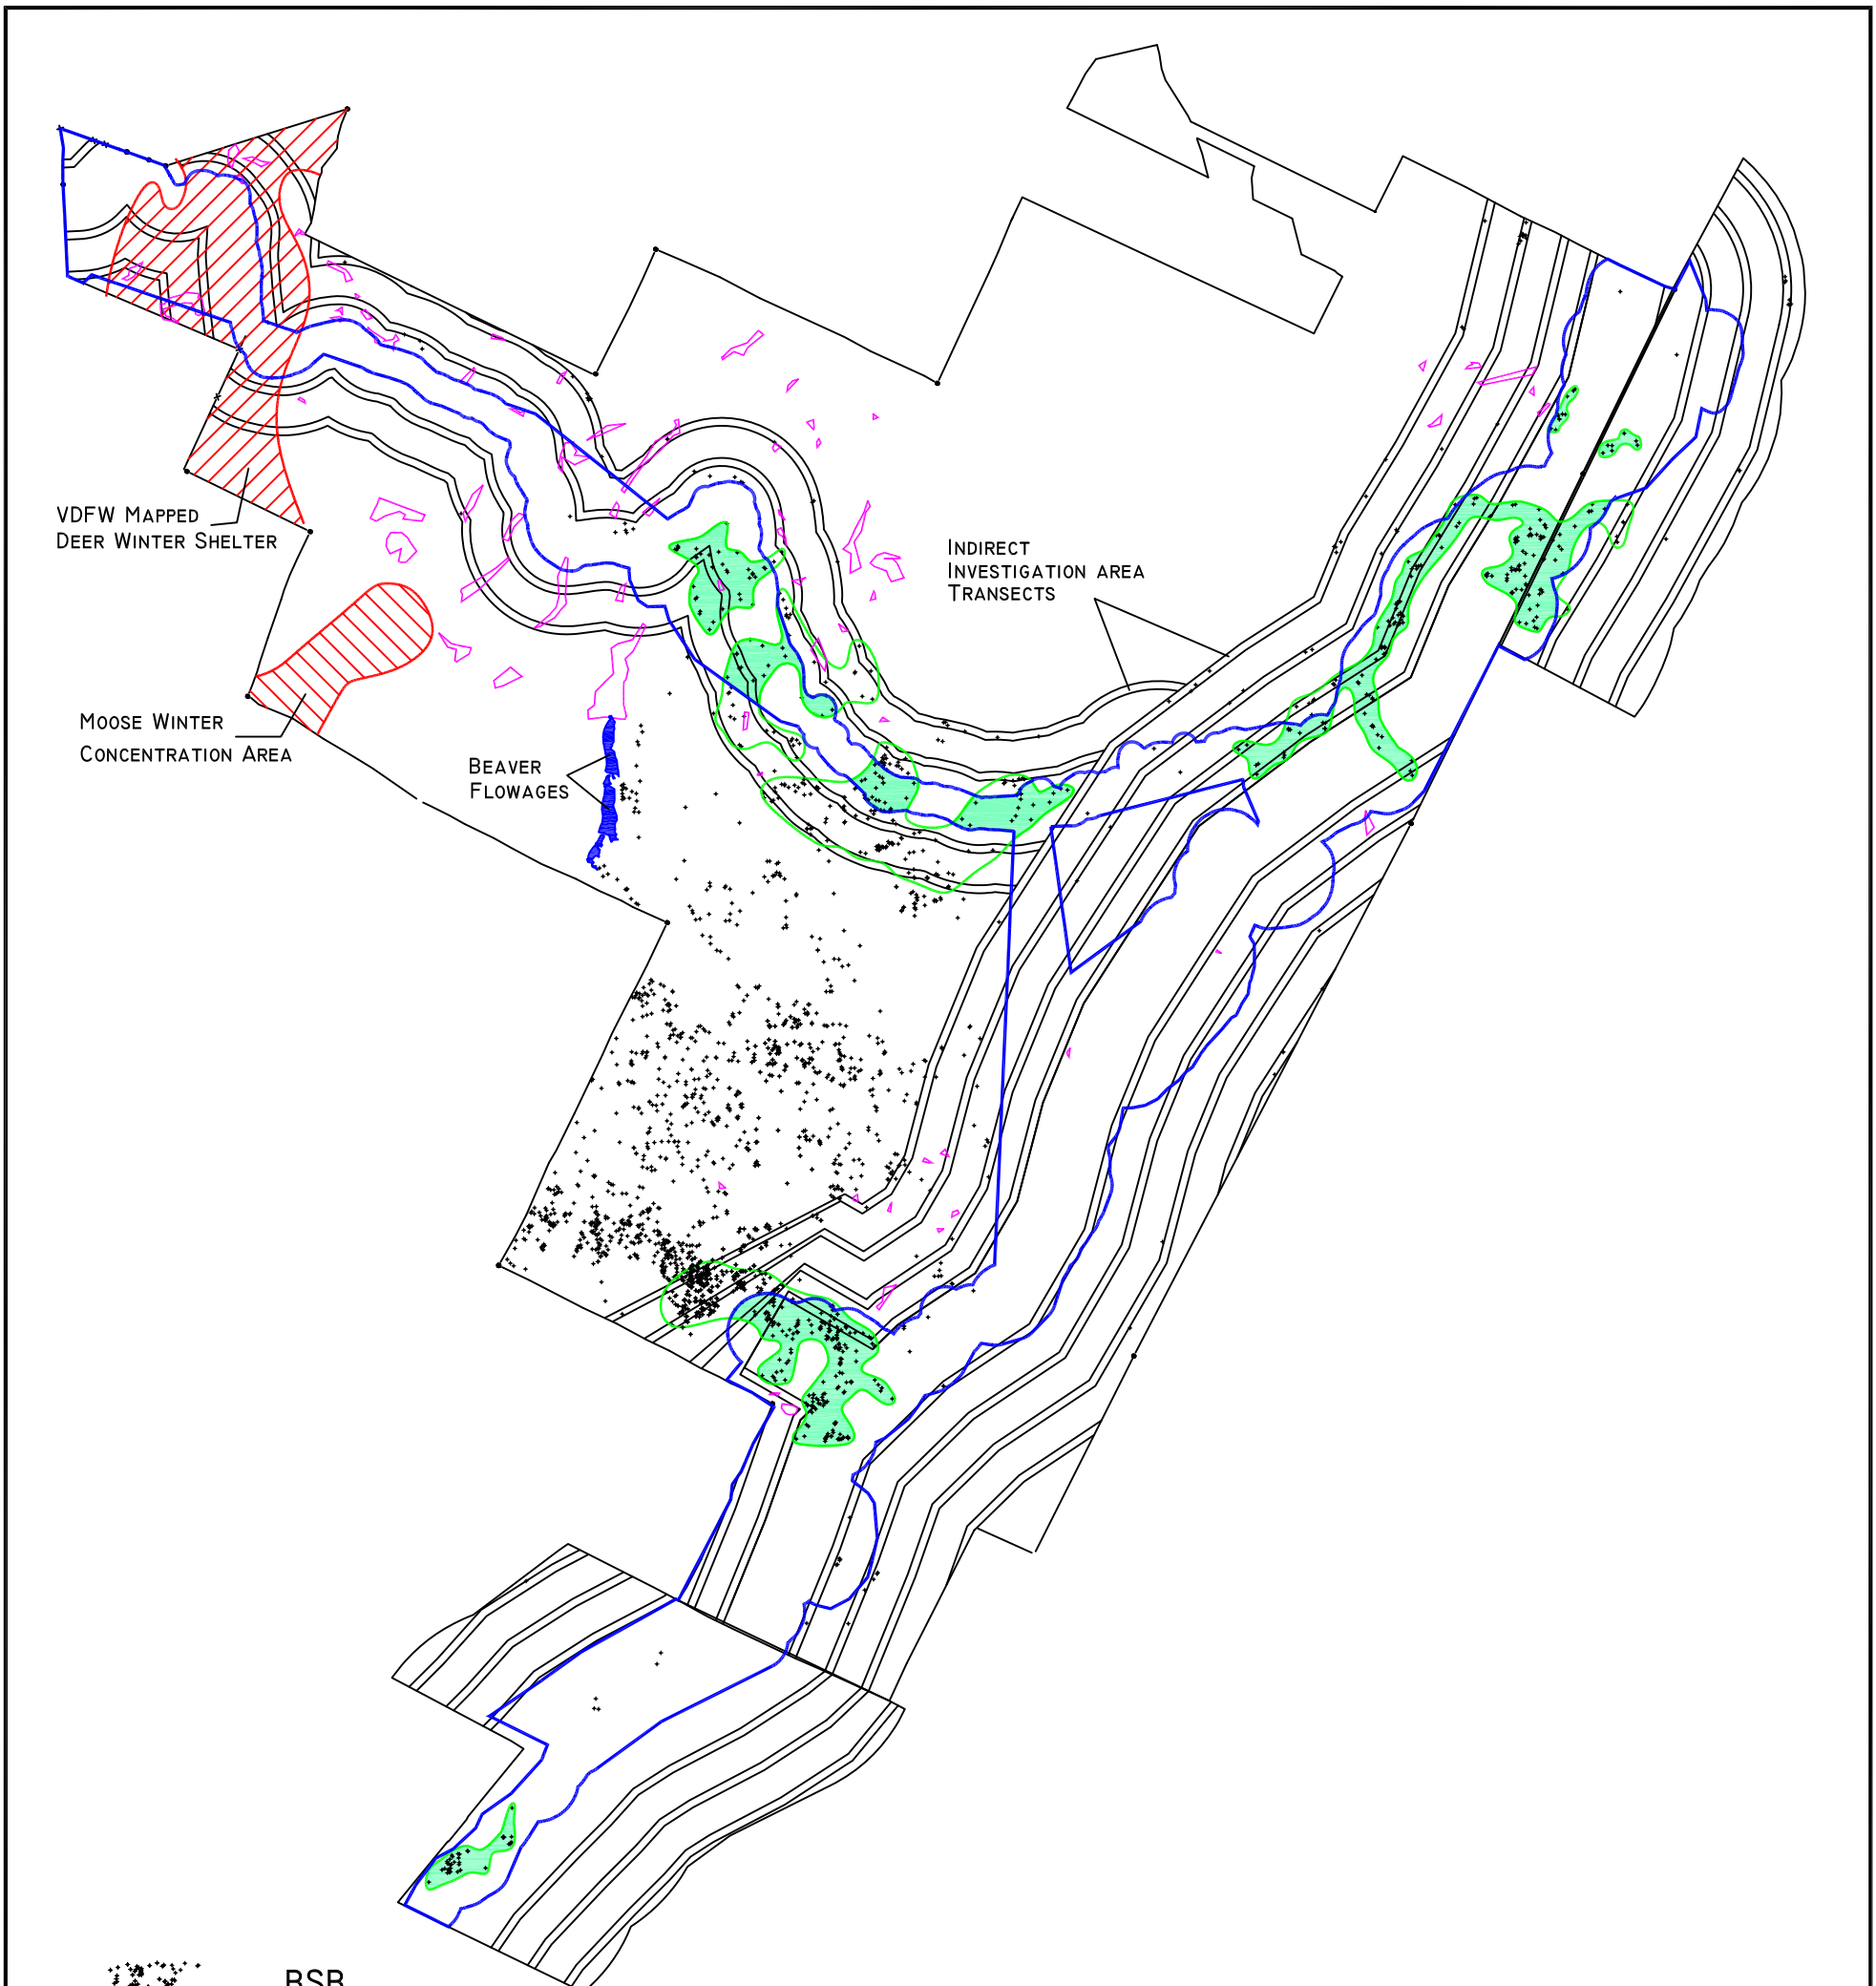 VDFW MAPPED
DEER WINTER SHELTER
INDIRECT
INVESTIGATION AREA
TRANSECTS
MOOSE WINTER
CONCENTRATION AREA
BEAVER
FLOWAGES
BSB